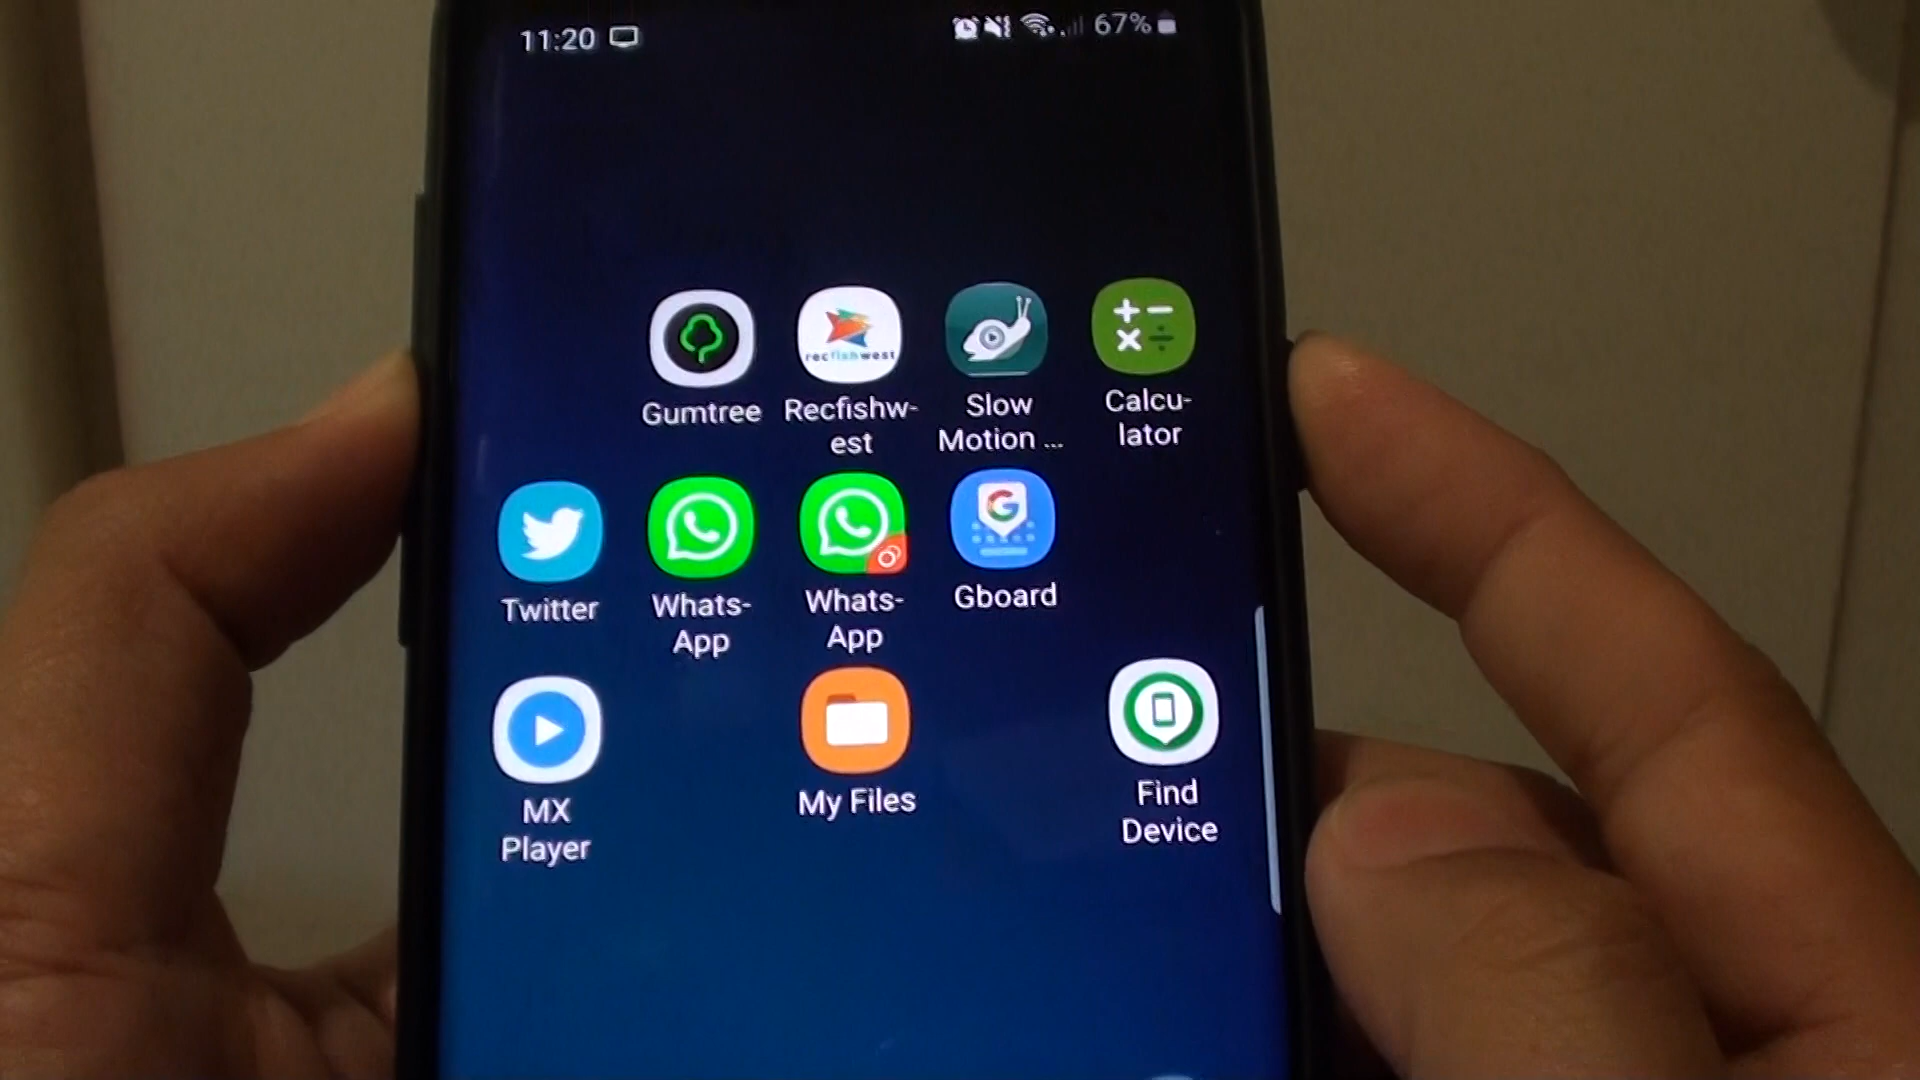 11:20
67%
recfishwest
Gumtree
Recfishw-
est
Slow
Motion ...
Calcu-
lator
Twitter
Whats-
App
Whats-
App
G
Gboard
MX
Player
My Files
Find
Device